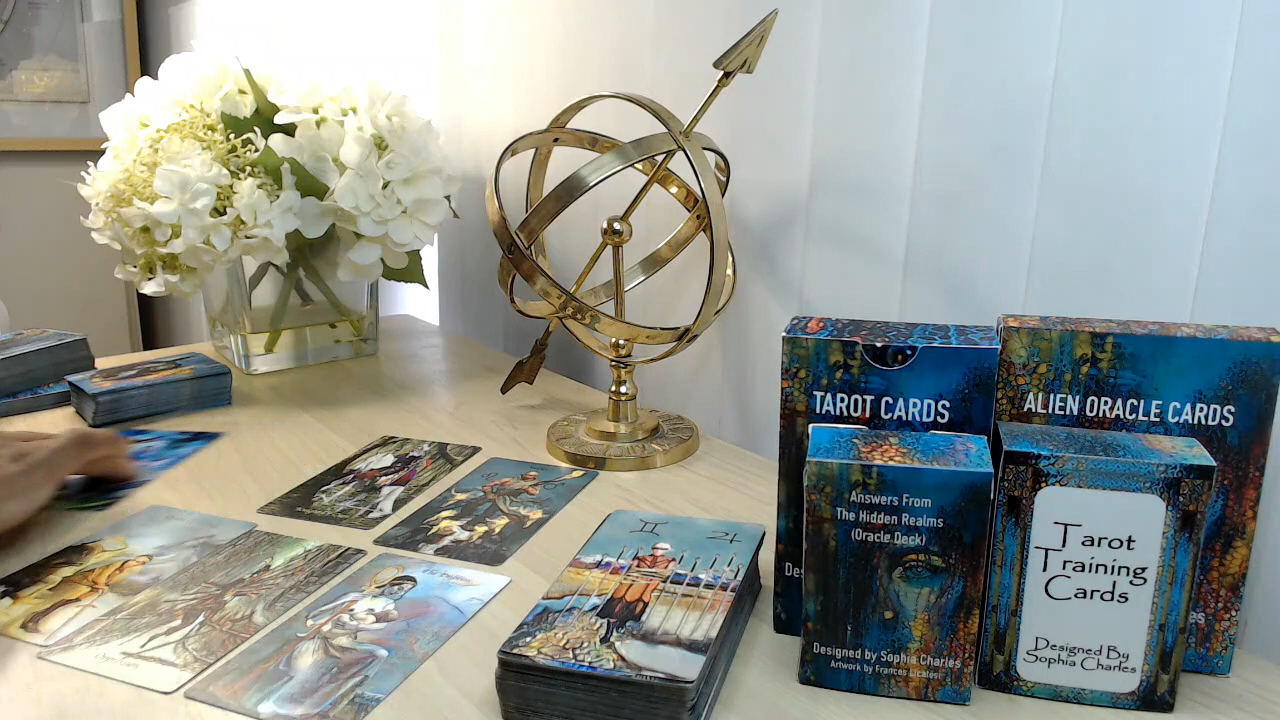 TAROT CARDS
ALIEN ORACLE CARDS
Answers From
The Hidden Realms
(Oracle Deck)
Designed by Sophia Charles
Artwork by Frances Licalesi
Tarot
Training
Cards
Designed By
Sophia Charles
♊ ♃